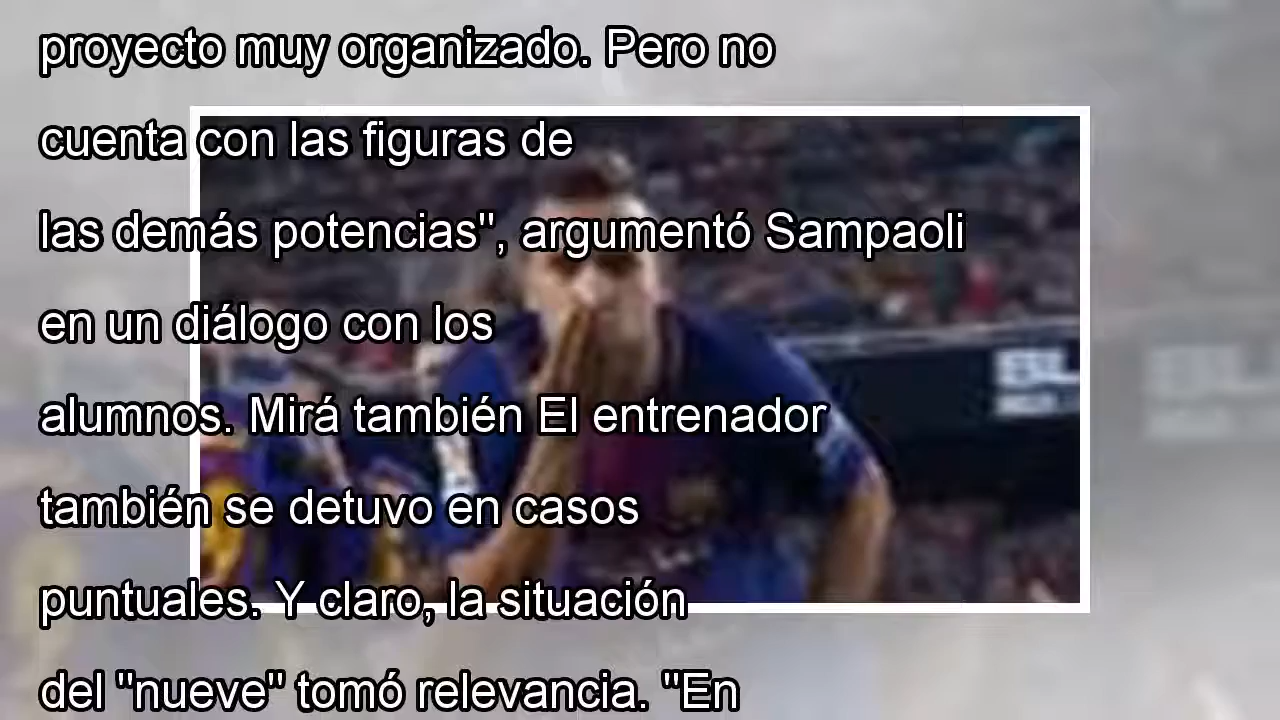 proyecto muy organizado. Pero no
cuenta con las figuras de
las demás potencias", argumentó Sampaoli
en un diálogo con los
alumnos. Mirá también El entrenador
también se detuvo en casos
puntuales. Y claro, la situación
del "nueve" tomó relevancia. "En